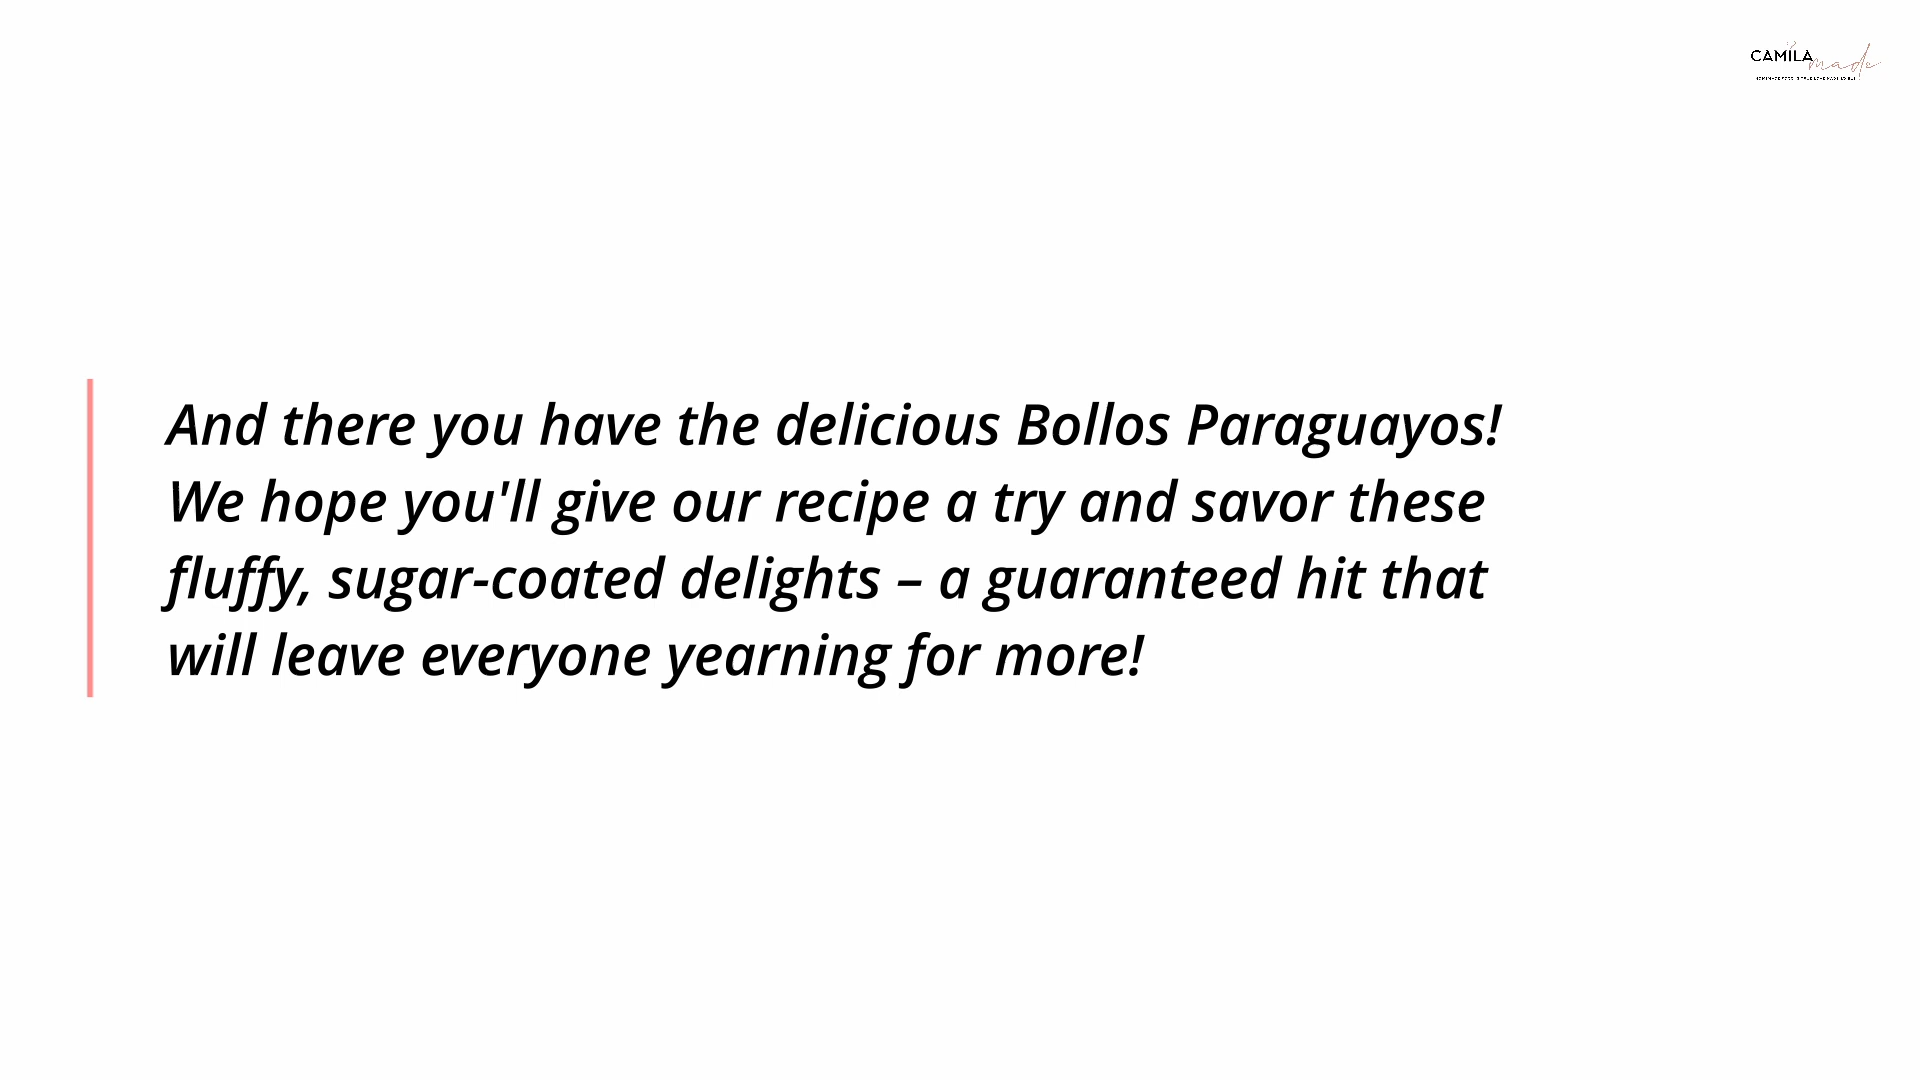 CAMILA made
And there you have the delicious Bollos Paraguayos!
We hope you'll give our recipe a try and savor these
fluffy, sugar-coated delights – a guaranteed hit that
will leave everyone yearning for more!